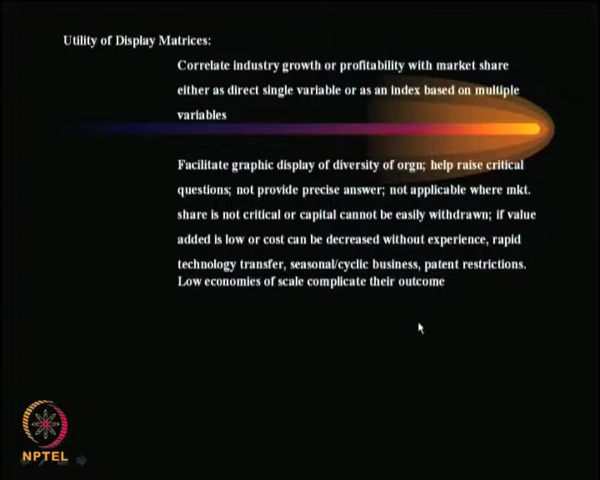 Utility of Display Matrices:
Correlate industry growth or profitability with market share
either as direct single variable or as an index based on multiple
variables
Facilitate graphic display of diversity of orgn; help raise critical
questions; not provide precise answer; not applicable where mkt.
share is not critical or capital cannot be easily withdrawn; if value
added is low or cost can be decreased without experience, rapid
technology transfer, seasonal/cyclic business, patent restrictions.
Low economies of scale complicate their outcome
NPTEL